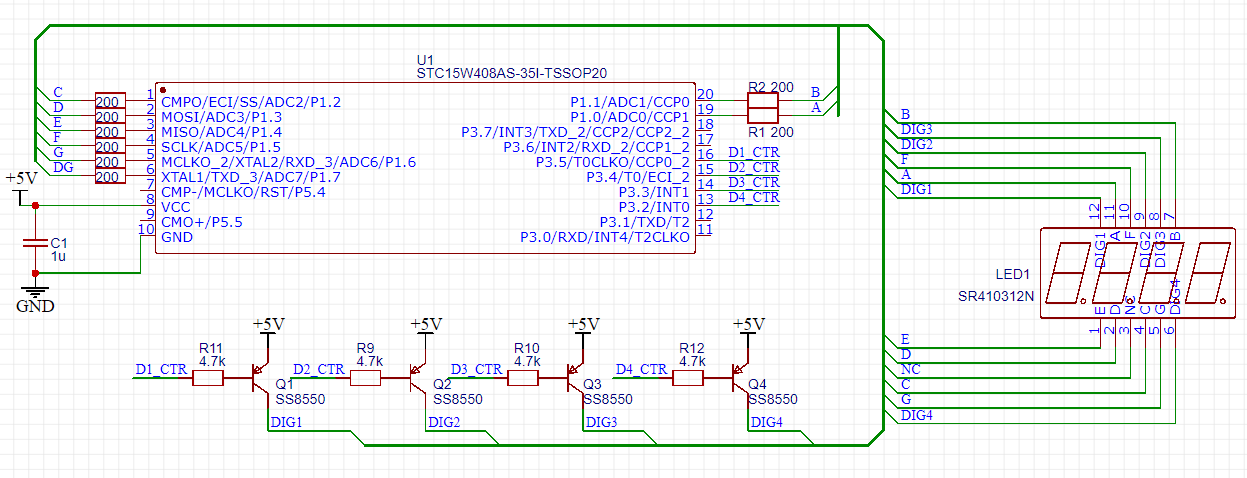 U1
STC15W408AS-35I-TSSOP20
C 200 1 CMPO/ECI/SS/ADC2/P1.2
D 200 2 MOSI/ADC3/P1.3
E 200 3 MISO/ADC4/P1.4
F 200 4 SCLK/ADC5/P1.5
G 200 5 MCLKO_2/XTAL2/RXD_3/ADC6/P1.6
DG 200 6 XTAL1/TXD_3/ADC7/P1.7
7 CMP-/MCLKO/RST/P5.4
8 VCC
9 CMO+/P5.5
10 GND
P1.1/ADC1/CCP0 20 R2 200 B
P1.0/ADC0/CCP1 19 R1 200 A
P3.7/INT3/TXD_2/CCP2/CCP2_2 18
P3.6/INT2/RXD_2/CCP1_2 17
P3.5/T0CLKO/CCP0_2 16 D1_CTR
P3.4/T0/ECI_2 15 D2_CTR
P3.3/INT1 14 D3_CTR
P3.2/INT0 13 D4_CTR
P3.1/TXD/T2 12
P3.0/RXD/INT4/T2CLKO 11
+5V
C1
1u
GND
B
DIG3
DIG2
F
A
DIG1
12 11 10 9 8 7
DIG1 A F DIG2 DIG3 B
LED1
SR410312N
E D NC C G DIG4
1 2 3 4 5 6
E
D
NC
C
G
DIG4
+5V +5V +5V +5V
R11 R9 R10 R12
4.7k 4.7k 4.7k 4.7k
D1_CTR D2_CTR D3_CTR D4_CTR
Q1 Q2 Q3 Q4
SS8550 SS8550 SS8550 SS8550
DIG1 DIG2 DIG3 DIG4